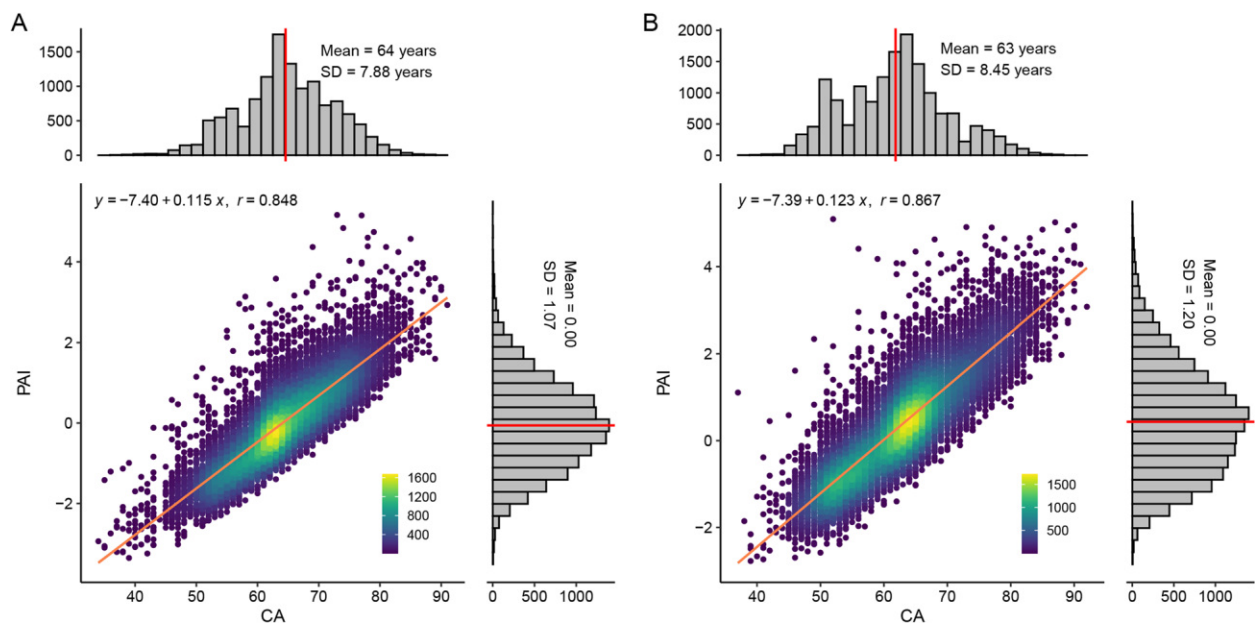 A
Mean = 64 years
SD = 7.88 years
1500
1000
500
0
y = −7.40 + 0.115 x, r = 0.848
PAI
4
2
0
−2
1600
1200
800
400
40
50
60
70
80
90
CA
Mean = 0.00
SD = 1.07
0
500
1000
B
Mean = 63 years
SD = 8.45 years
2000
1500
1000
500
0
y = −7.39 + 0.123 x, r = 0.867
PAI
4
2
0
−2
1500
1000
500
40
50
60
70
80
90
CA
Mean = 0.00
SD = 1.20
0
500
1000